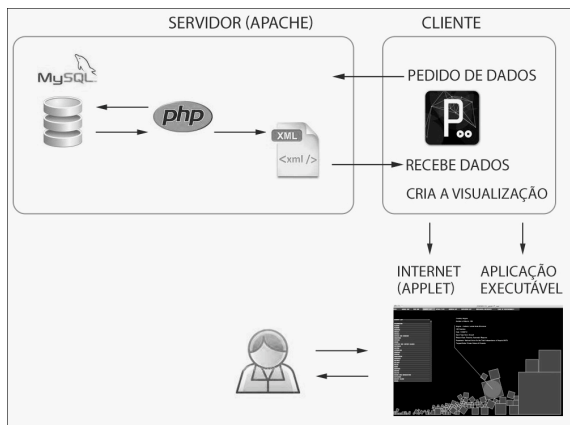 SERVIDOR (APACHE)
CLIENTE
MySQL
php
XML
<xml />
PEDIDO DE DADOS
P
RECEBE DADOS
CRIA A VISUALIZAÇÃO
INTERNET
(APPLET)
APLICAÇÃO
EXECUTÁVEL